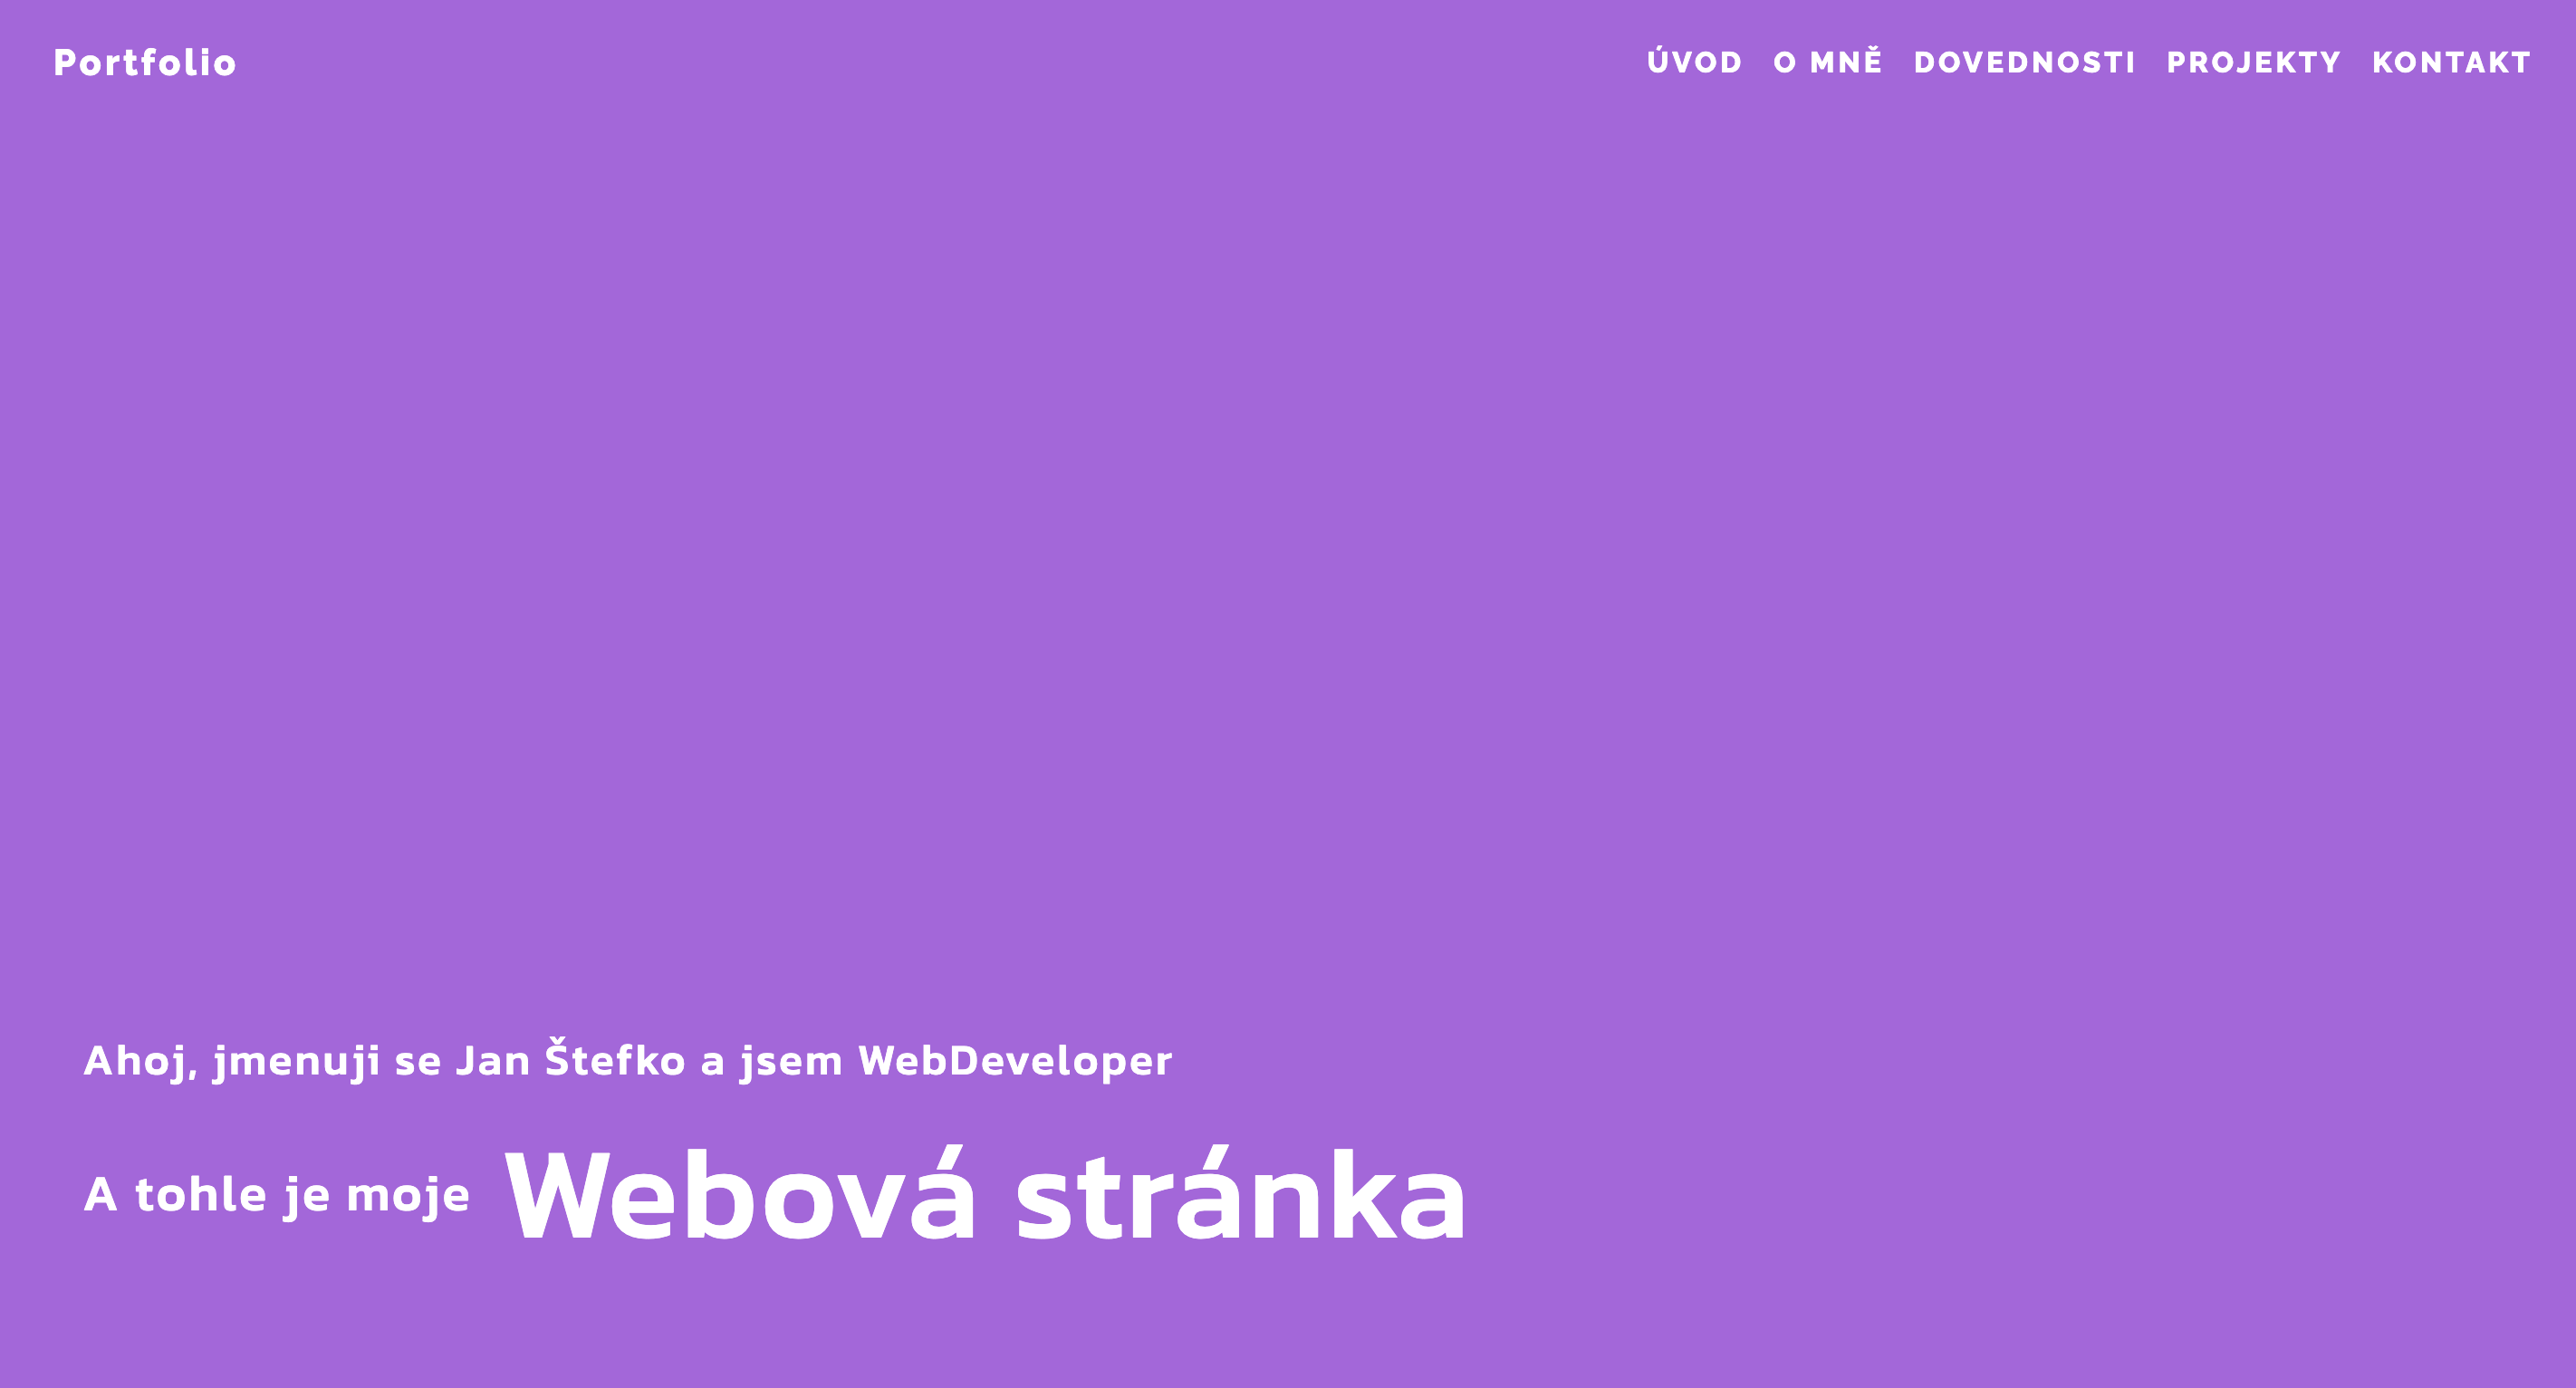 Portfolio
ÚVOD O MNĚ DOVEDNOSTI PROJEKTY KONTAKT
Ahoj, jmenuji se Jan Štefko a jsem WebDeveloper
A tohle je moje Webová stránka